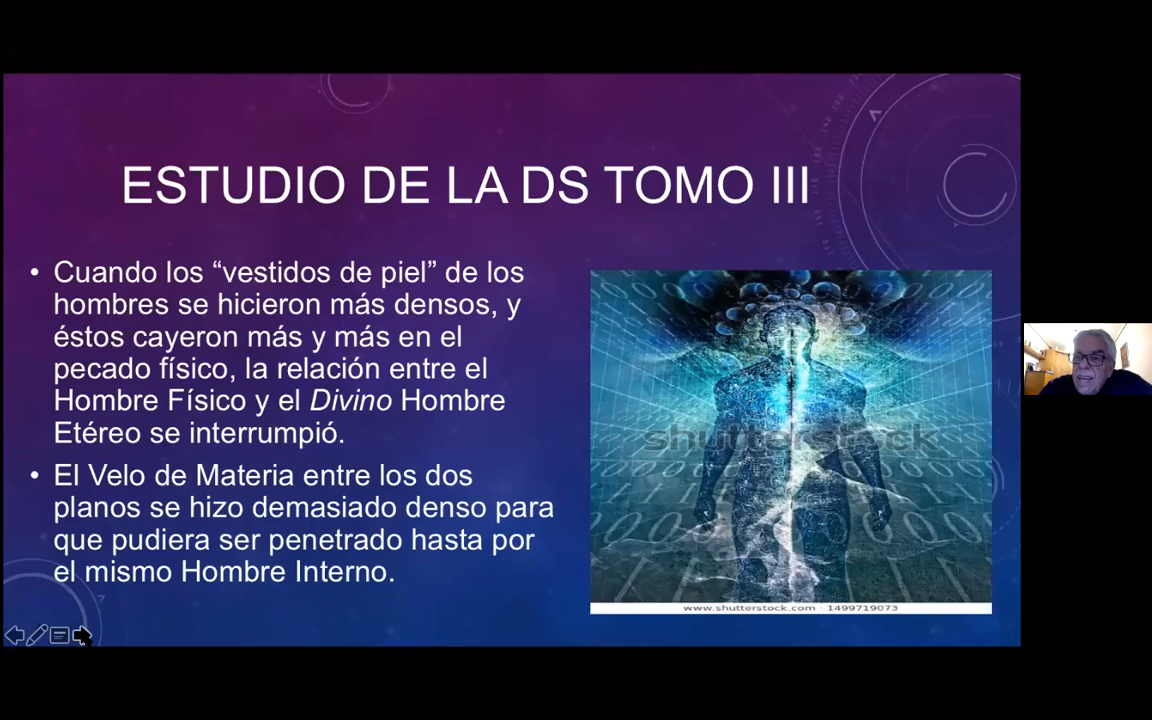 ESTUDIO DE LA DS TOMO III
• Cuando los “vestidos de piel” de los
hombres se hicieron más densos, y
éstos cayeron más y más en el
pecado físico, la relación entre el
Hombre Físico y el Divino Hombre
Etéreo se interrumpió.
• El Velo de Materia entre los dos
planos se hizo demasiado denso para
que pudiera ser penetrado hasta por
el mismo Hombre Interno.
shutterstock
www.shutterstock.com · 1499719073